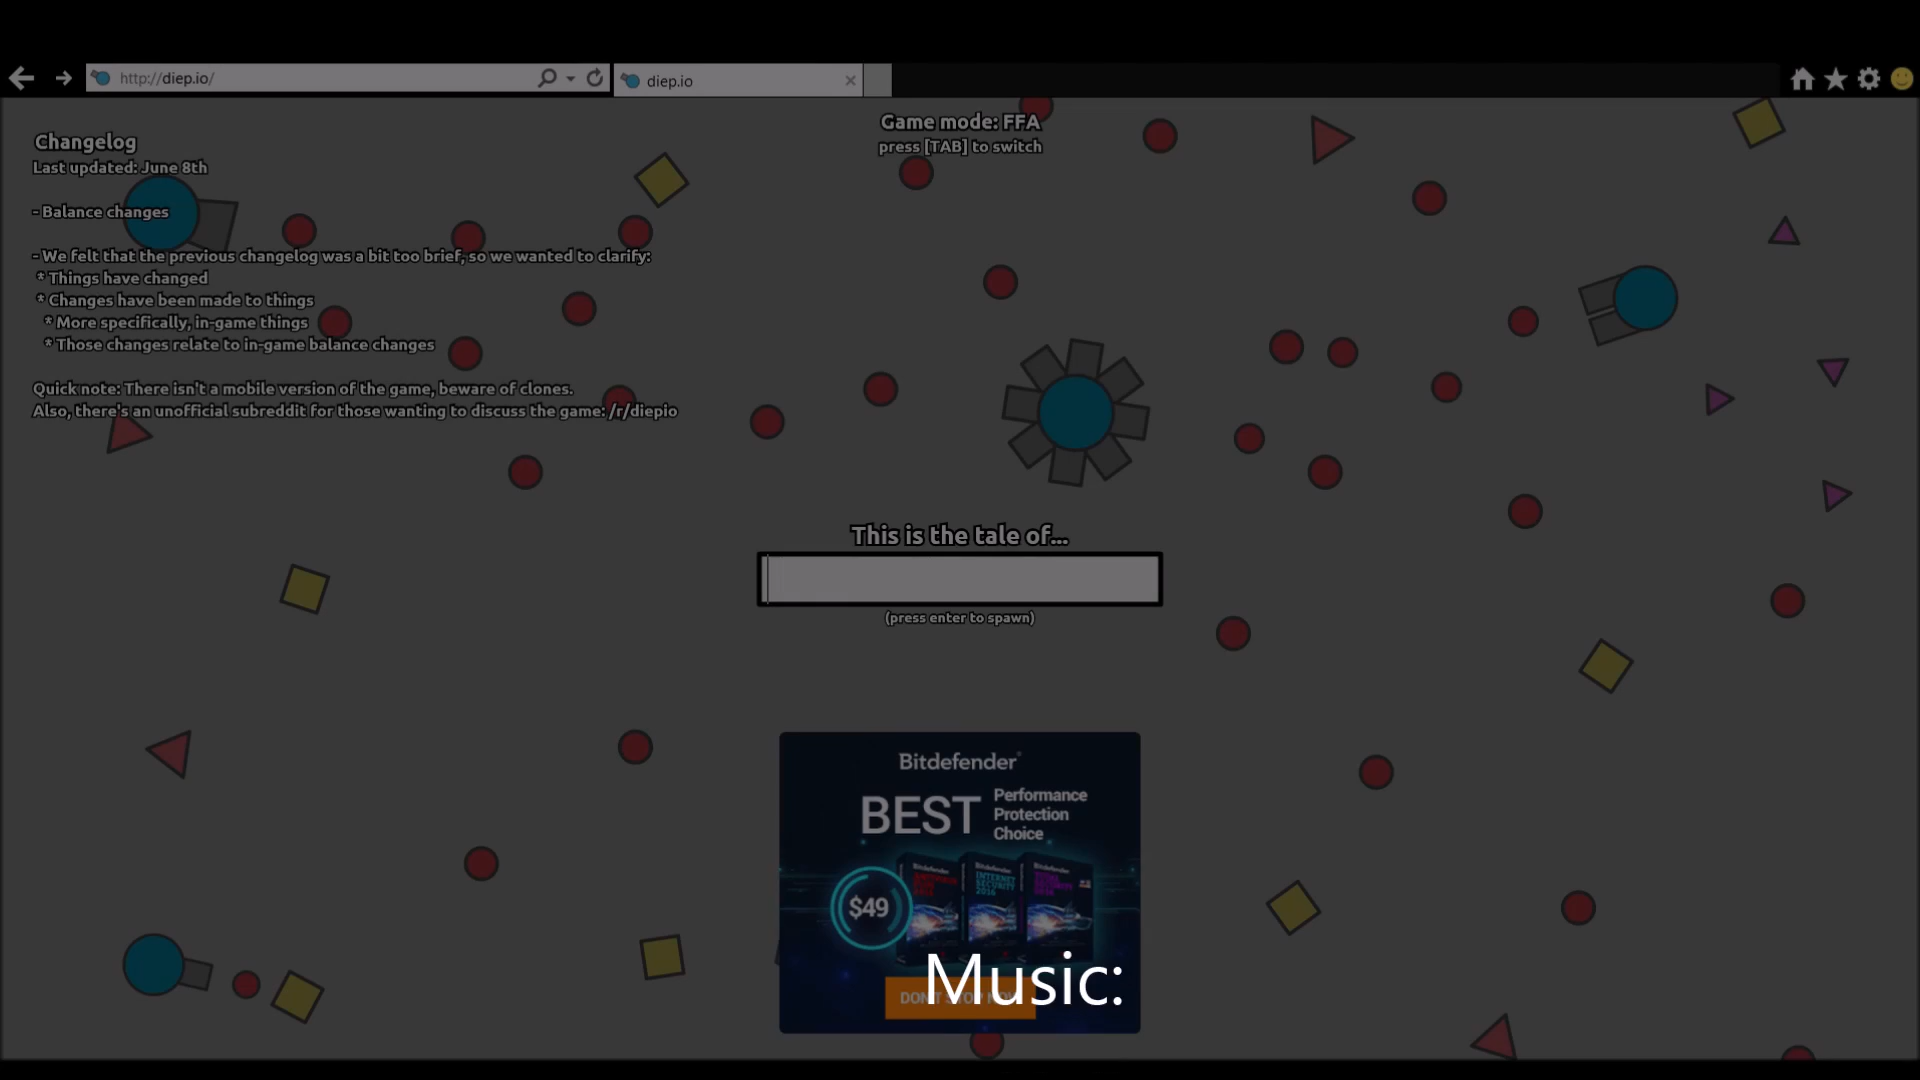 http://diep.io/
diep.io
Game mode: FFA
press [TAB] to switch
Changelog
Last updated: June 8th
- Balance changes
- We felt that the previous changelog was a bit too brief, so we wanted to clarify:
* Things have changed
* Changes have been made to things
* More specifically, in-game things
* Those changes relate to in-game balance changes
Quick note: There isn't a mobile version of the game, beware of clones.
Also, there's an unofficial subreddit for those wanting to discuss the game: /r/diepio
This is the tale of...
(press enter to spawn)
Bitdefender
BEST
Performance
Protection
Choice
$49
Bitdefender
INTERNET
SECURITY
2016
Music: